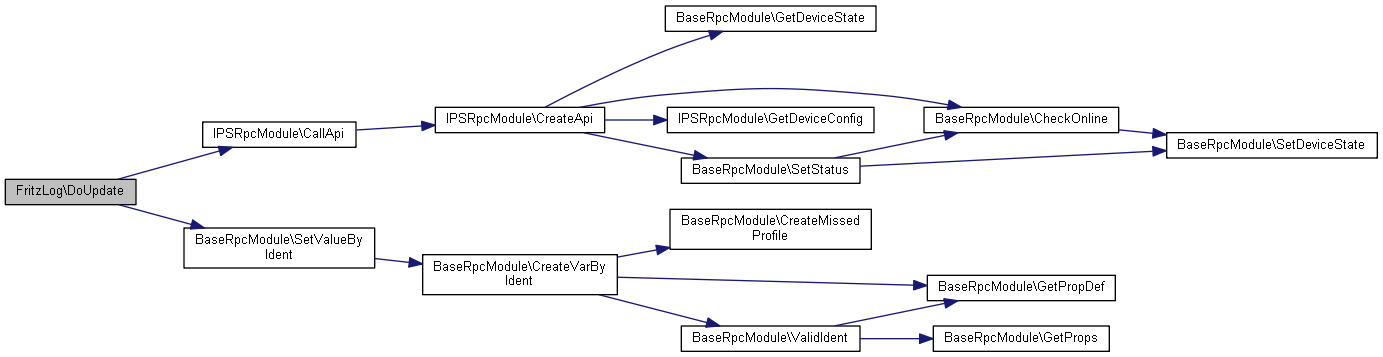 BaseRpcModule\GetDeviceState
IPSRpcModule\CreateApi
IPSRpcModule\GetDeviceConfig
BaseRpcModule\CheckOnline
IPSRpcModule\CallApi
BaseRpcModule\SetDeviceState
BaseRpcModule\SetStatus
FritzLog\DoUpdate
BaseRpcModule\CreateMissed
Profile
BaseRpcModule\SetValueBy
Ident
BaseRpcModule\CreateVarBy
Ident
BaseRpcModule\GetPropDef
BaseRpcModule\ValidIdent
BaseRpcModule\GetProps